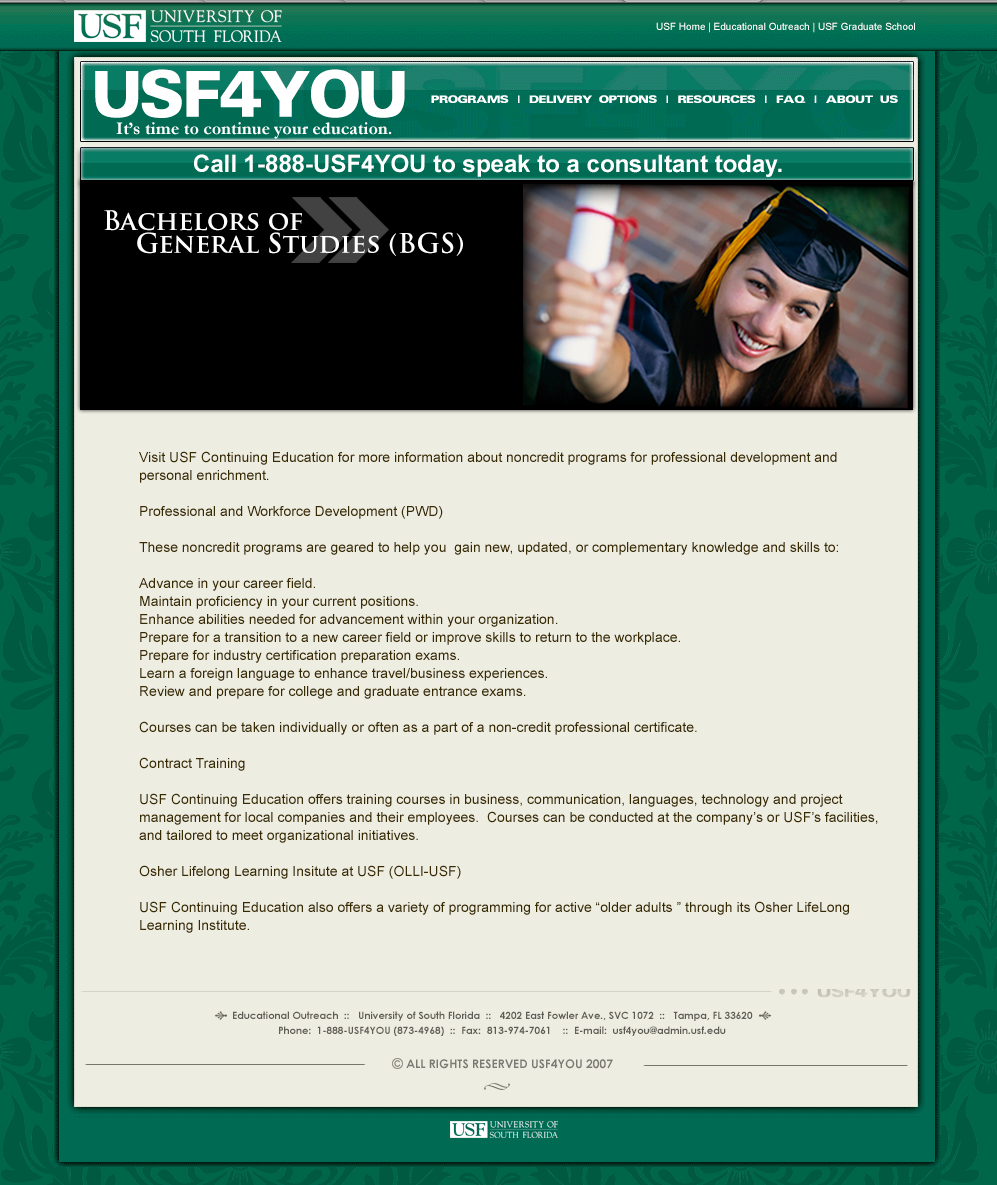 USF UNIVERSITY OF
SOUTH FLORIDA
USF Home | Educational Outreach | USF Graduate School
USF4YOU
It's time to continue your education.
PROGRAMS | DELIVERY OPTIONS | RESOURCES | FAQ | ABOUT US
Call 1-888-USF4YOU to speak to a consultant today.
BACHELORS OF
GENERAL STUDIES (BGS)
Visit USF Continuing Education for more information about noncredit programs for professional development and
personal enrichment.
Professional and Workforce Development (PWD)
These noncredit programs are geared to help you  gain new, updated, or complementary knowledge and skills to:
Advance in your career field.
Maintain proficiency in your current positions.
Enhance abilities needed for advancement within your organization.
Prepare for a transition to a new career field or improve skills to return to the workplace.
Prepare for industry certification preparation exams.
Learn a foreign language to enhance travel/business experiences.
Review and prepare for college and graduate entrance exams.
Courses can be taken individually or often as a part of a non-credit professional certificate.
Contract Training
USF Continuing Education offers training courses in business, communication, languages, technology and project
management for local companies and their employees.  Courses can be conducted at the company's or USF's facilities,
and tailored to meet organizational initiatives.
Osher Lifelong Learning Insitute at USF (OLLI-USF)
USF Continuing Education also offers a variety of programming for active “older adults ” through its Osher LifeLong
Learning Institute.
USF4YOU
Educational Outreach :: University of South Florida :: 4202 East Fowler Ave., SVC 1072 :: Tampa, FL 33620
Phone: 1-888-USF4YOU (873-4968) :: Fax: 813-974-7061 :: E-mail: usf4you@admin.usf.edu
© ALL RIGHTS RESERVED USF4YOU 2007
USF UNIVERSITY OF
SOUTH FLORIDA